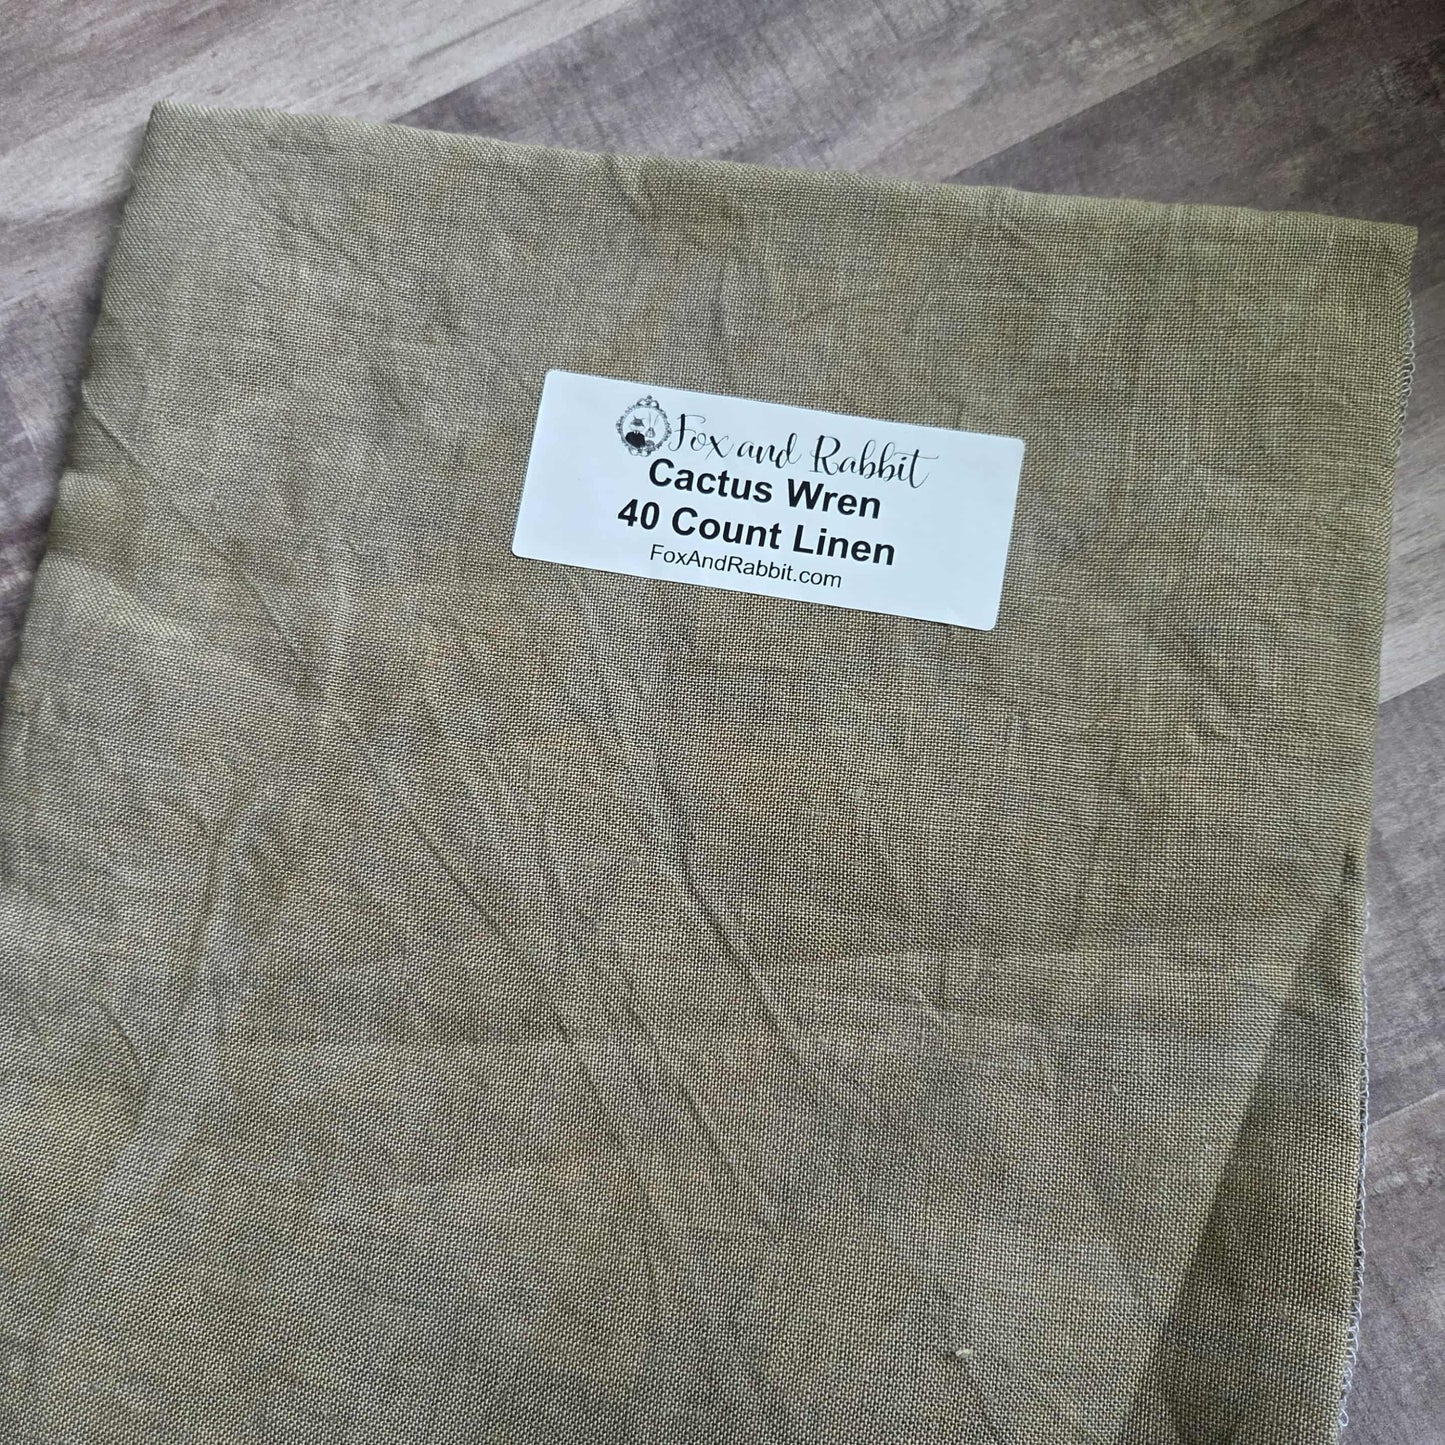 Fox and Rabbit
Cactus Wren
40 Count Linen
FoxAndRabbit.com